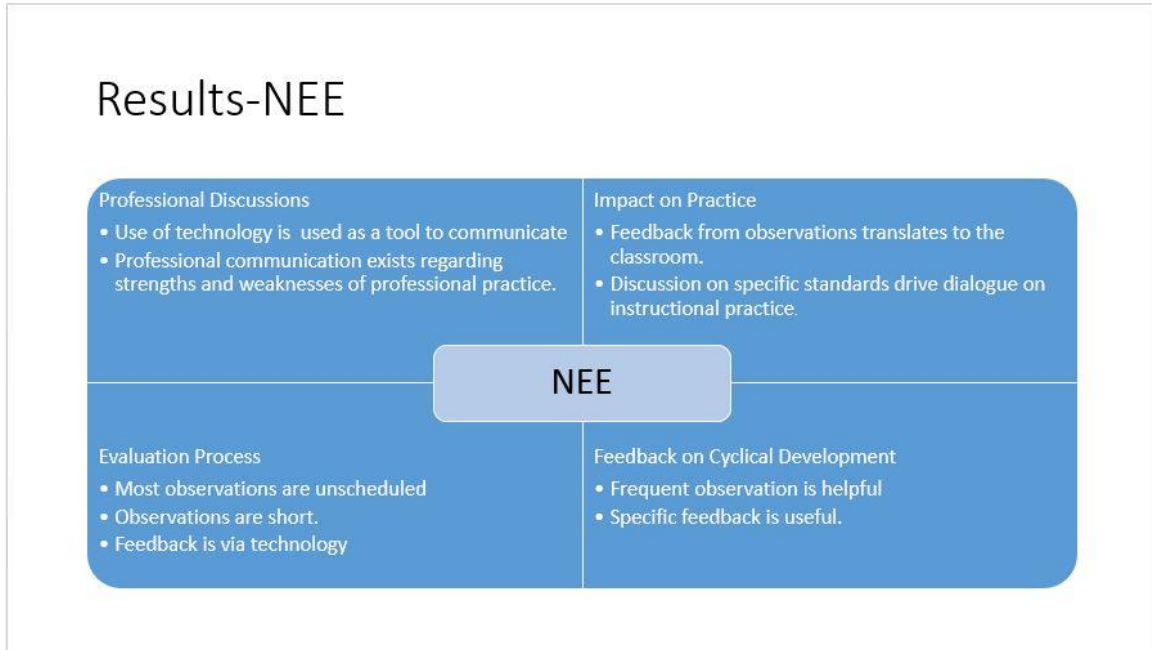 Results-NEE
Professional Discussions
• Use of technology is  used as a tool to communicate
• Professional communication exists regarding
strengths and weaknesses of professional practice.
Impact on Practice
• Feedback from observations translates to the
classroom.
• Discussion on specific standards drive dialogue on
instructional practice.
NEE
Evaluation Process
• Most observations are unscheduled
• Observations are short.
• Feedback is via technology
Feedback on Cyclical Development
• Frequent observation is helpful
• Specific feedback is useful.